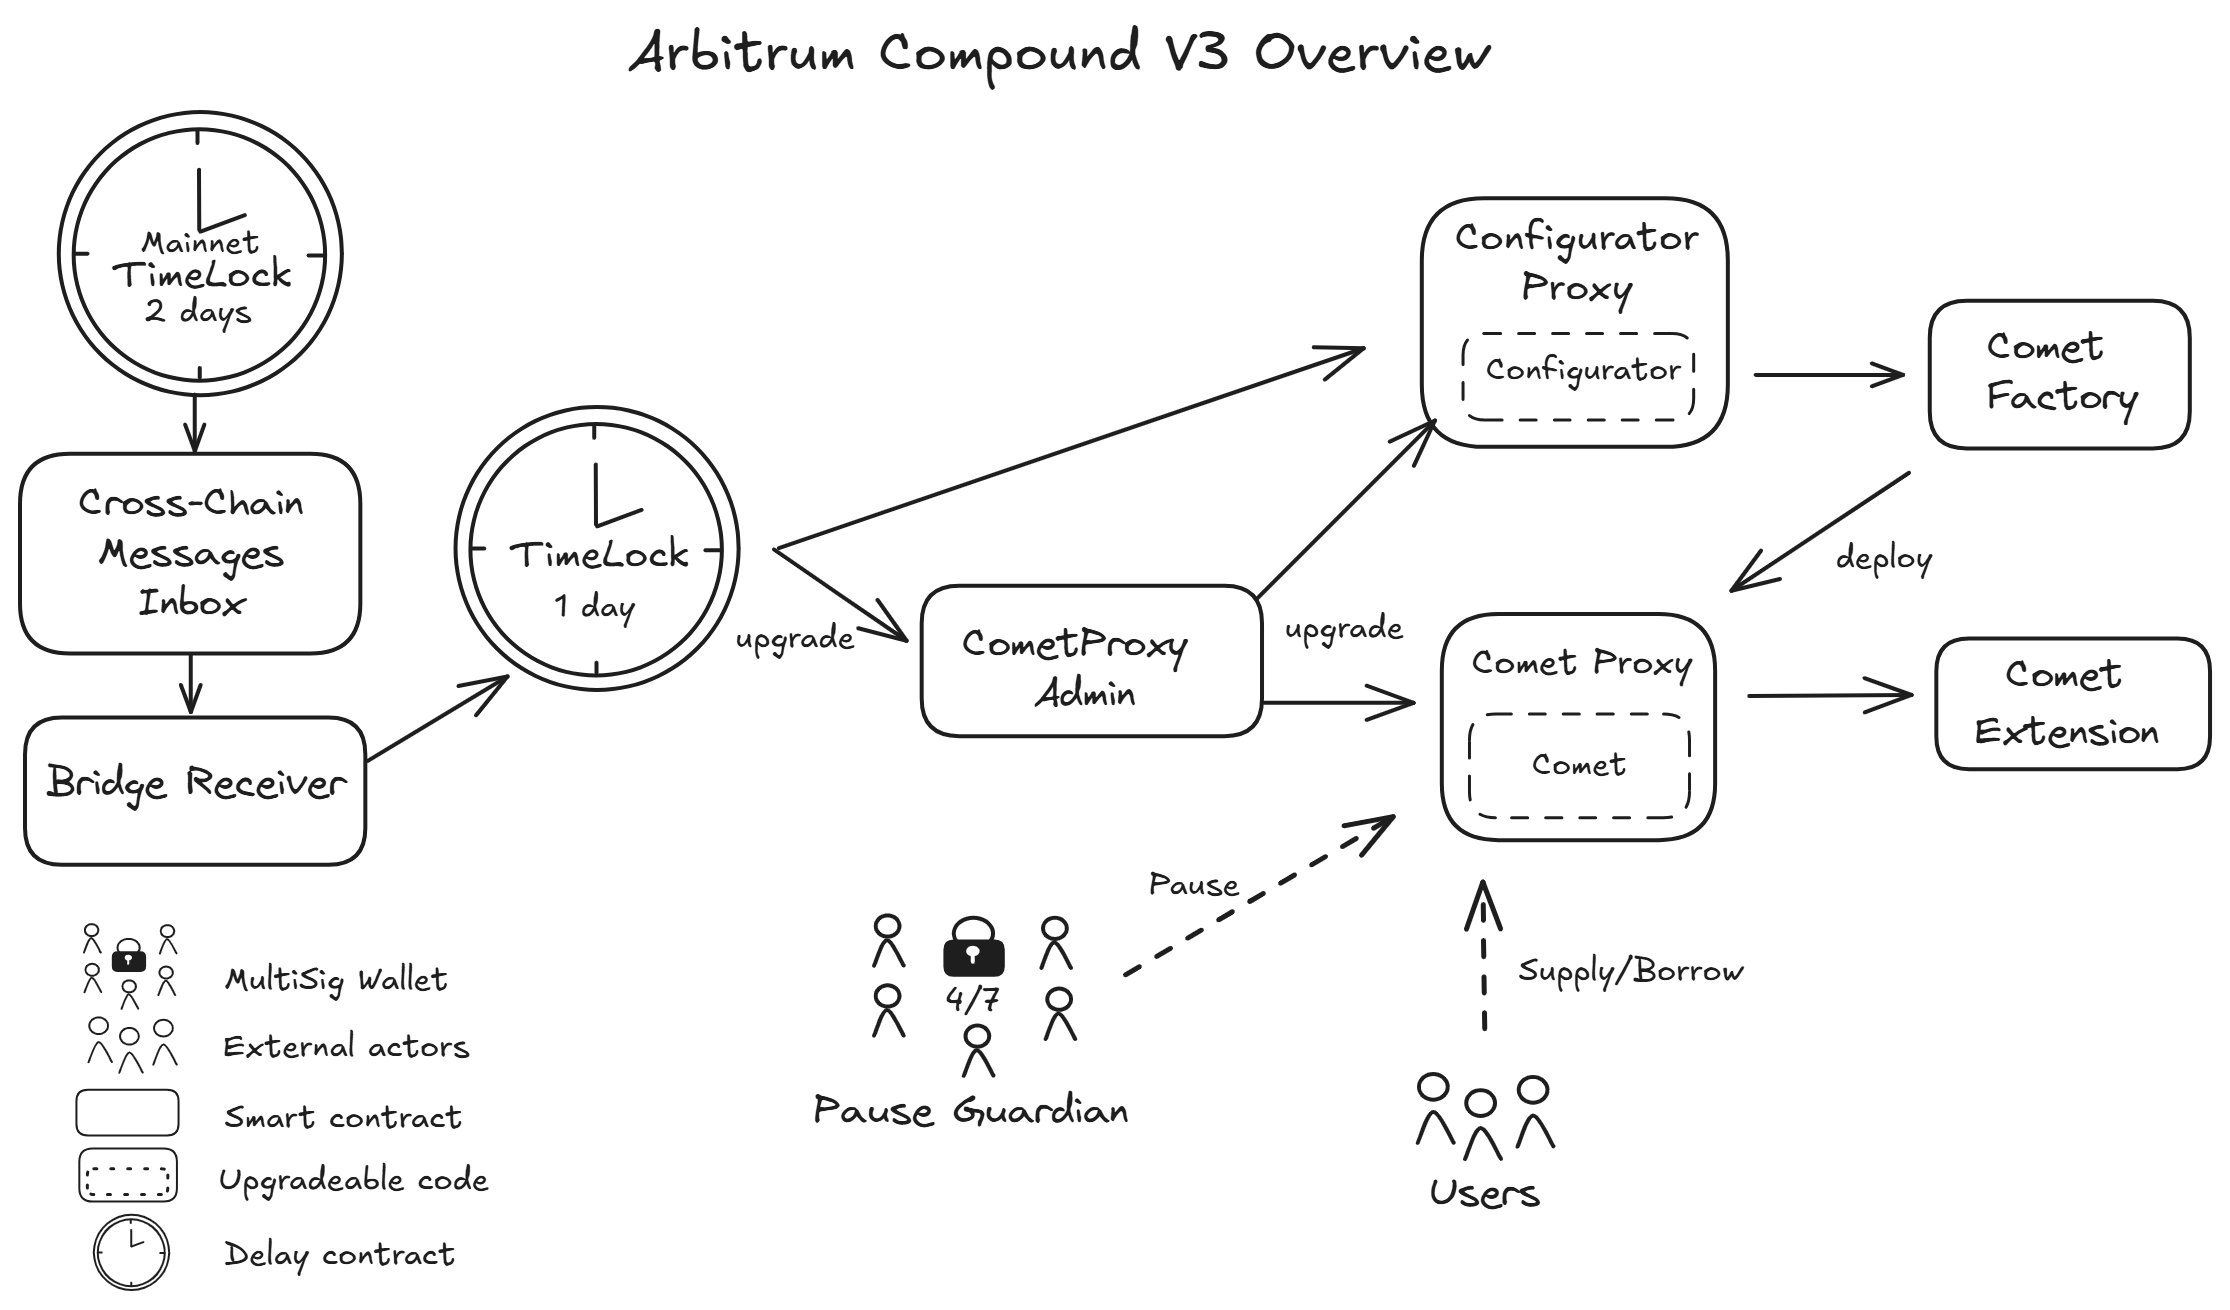 Arbitrum Compound V3 Overview
Mainnet
TimeLock
2 days
Cross-Chain
Messages
Inbox
Bridge Receiver
TimeLock
1 day
upgrade
CometProxy
Admin
upgrade
Configurator
Proxy
Configurator
Comet
Factory
deploy
Comet Proxy
Comet
Comet
Extension
Pause
4/7
Pause Guardian
Supply/Borrow
Users
MultiSig Wallet
External actors
Smart contract
Upgradeable code
Delay contract